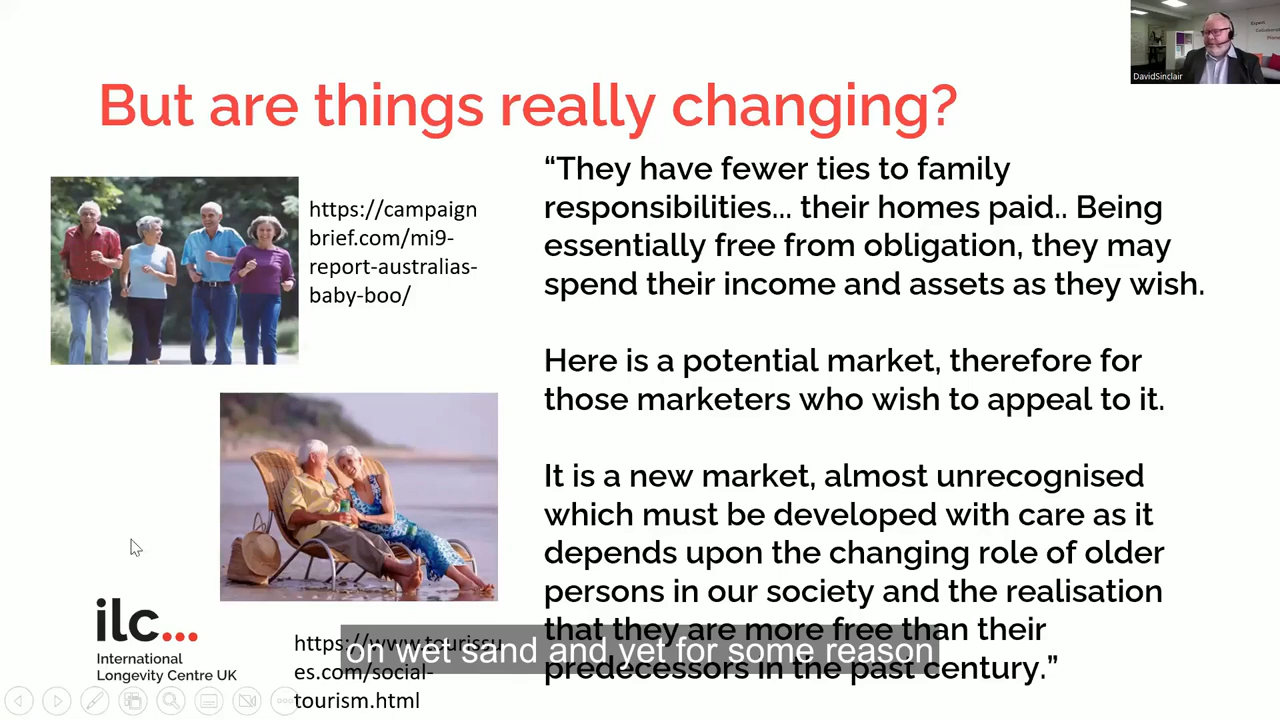 But are things really changing?
DavidSinclair
https://campaign
brief.com/mi9-
report-australias-
baby-boo/
“They have fewer ties to family
responsibilities... their homes paid.. Being
essentially free from obligation, they may
spend their income and assets as they wish.
Here is a potential market, therefore for
those marketers who wish to appeal to it.
It is a new market, almost unrecognised
which must be developed with care as it
depends upon the changing role of older
persons in our society and the realisation
that they are more free than their
predecessors in the past century.”
ilc...
International
Longevity Centre UK
https://www.tourissu
es.com/social-
tourism.html
on wet sand and yet for some reason